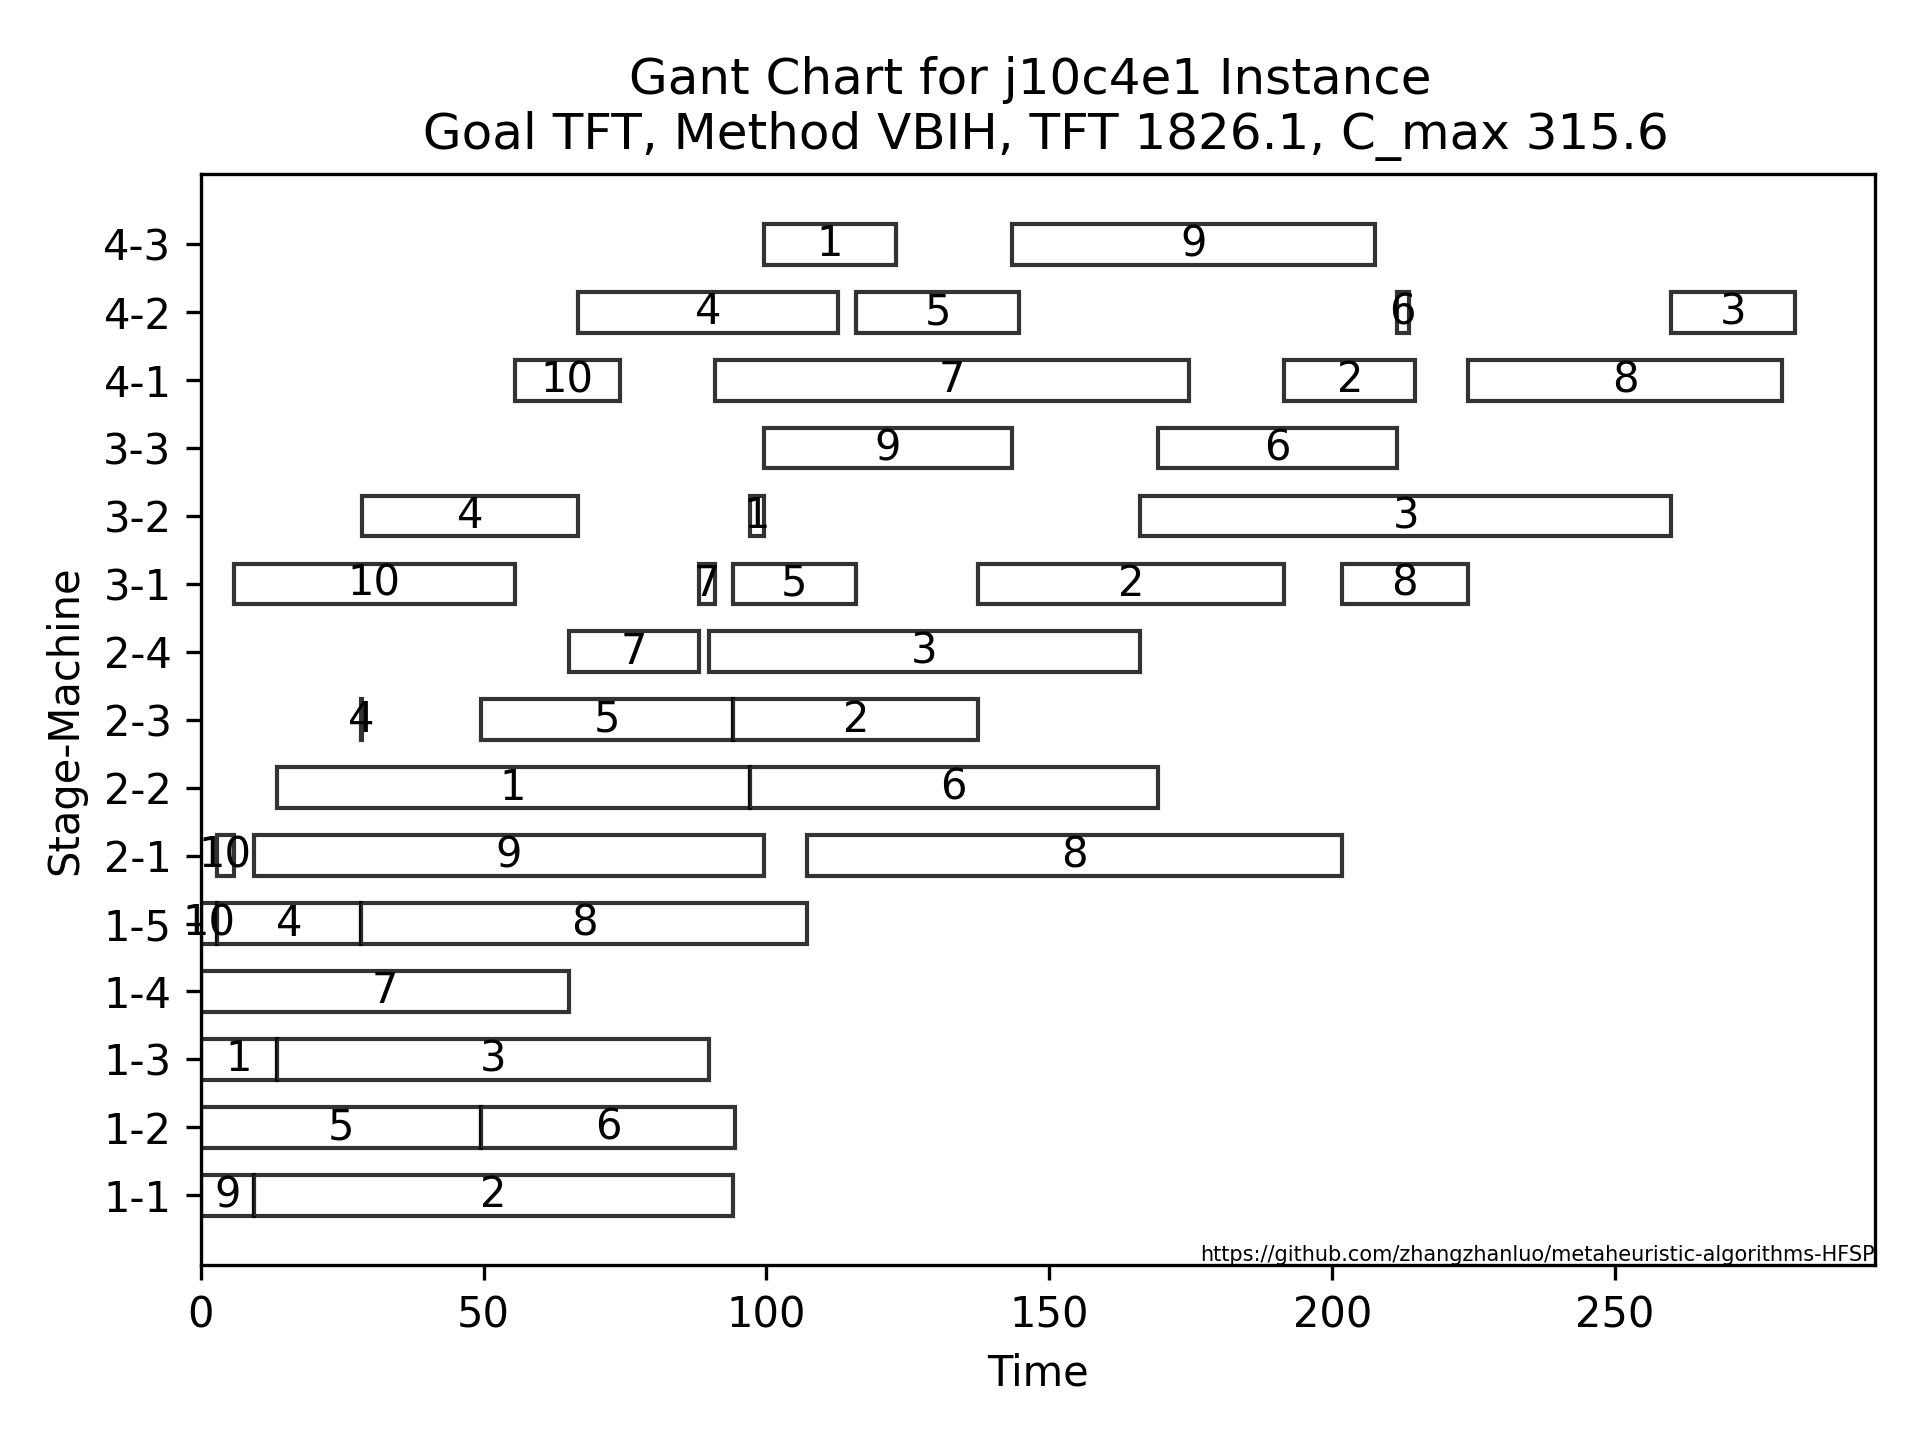 Gant Chart for j10c4e1 Instance
Goal TFT, Method VBIH, TFT 1826.1, C_max 315.6
4-3 1 9
4-2 4 5 6 3
4-1 10 7 2 8
3-3 9 6
3-2 4 1 3
3-1 10 7 5 2 8
2-4 7 3
2-3 4 5 2
2-2 1 6
2-1 10 9 8
1-5 10 4 8
1-4 7
1-3 1 3
1-2 5 6
1-1 9 2
Stage-Machine
https://github.com/zhangzhanluo/metaheuristic-algorithms-HFSP
0 50 100 150 200 250
Time